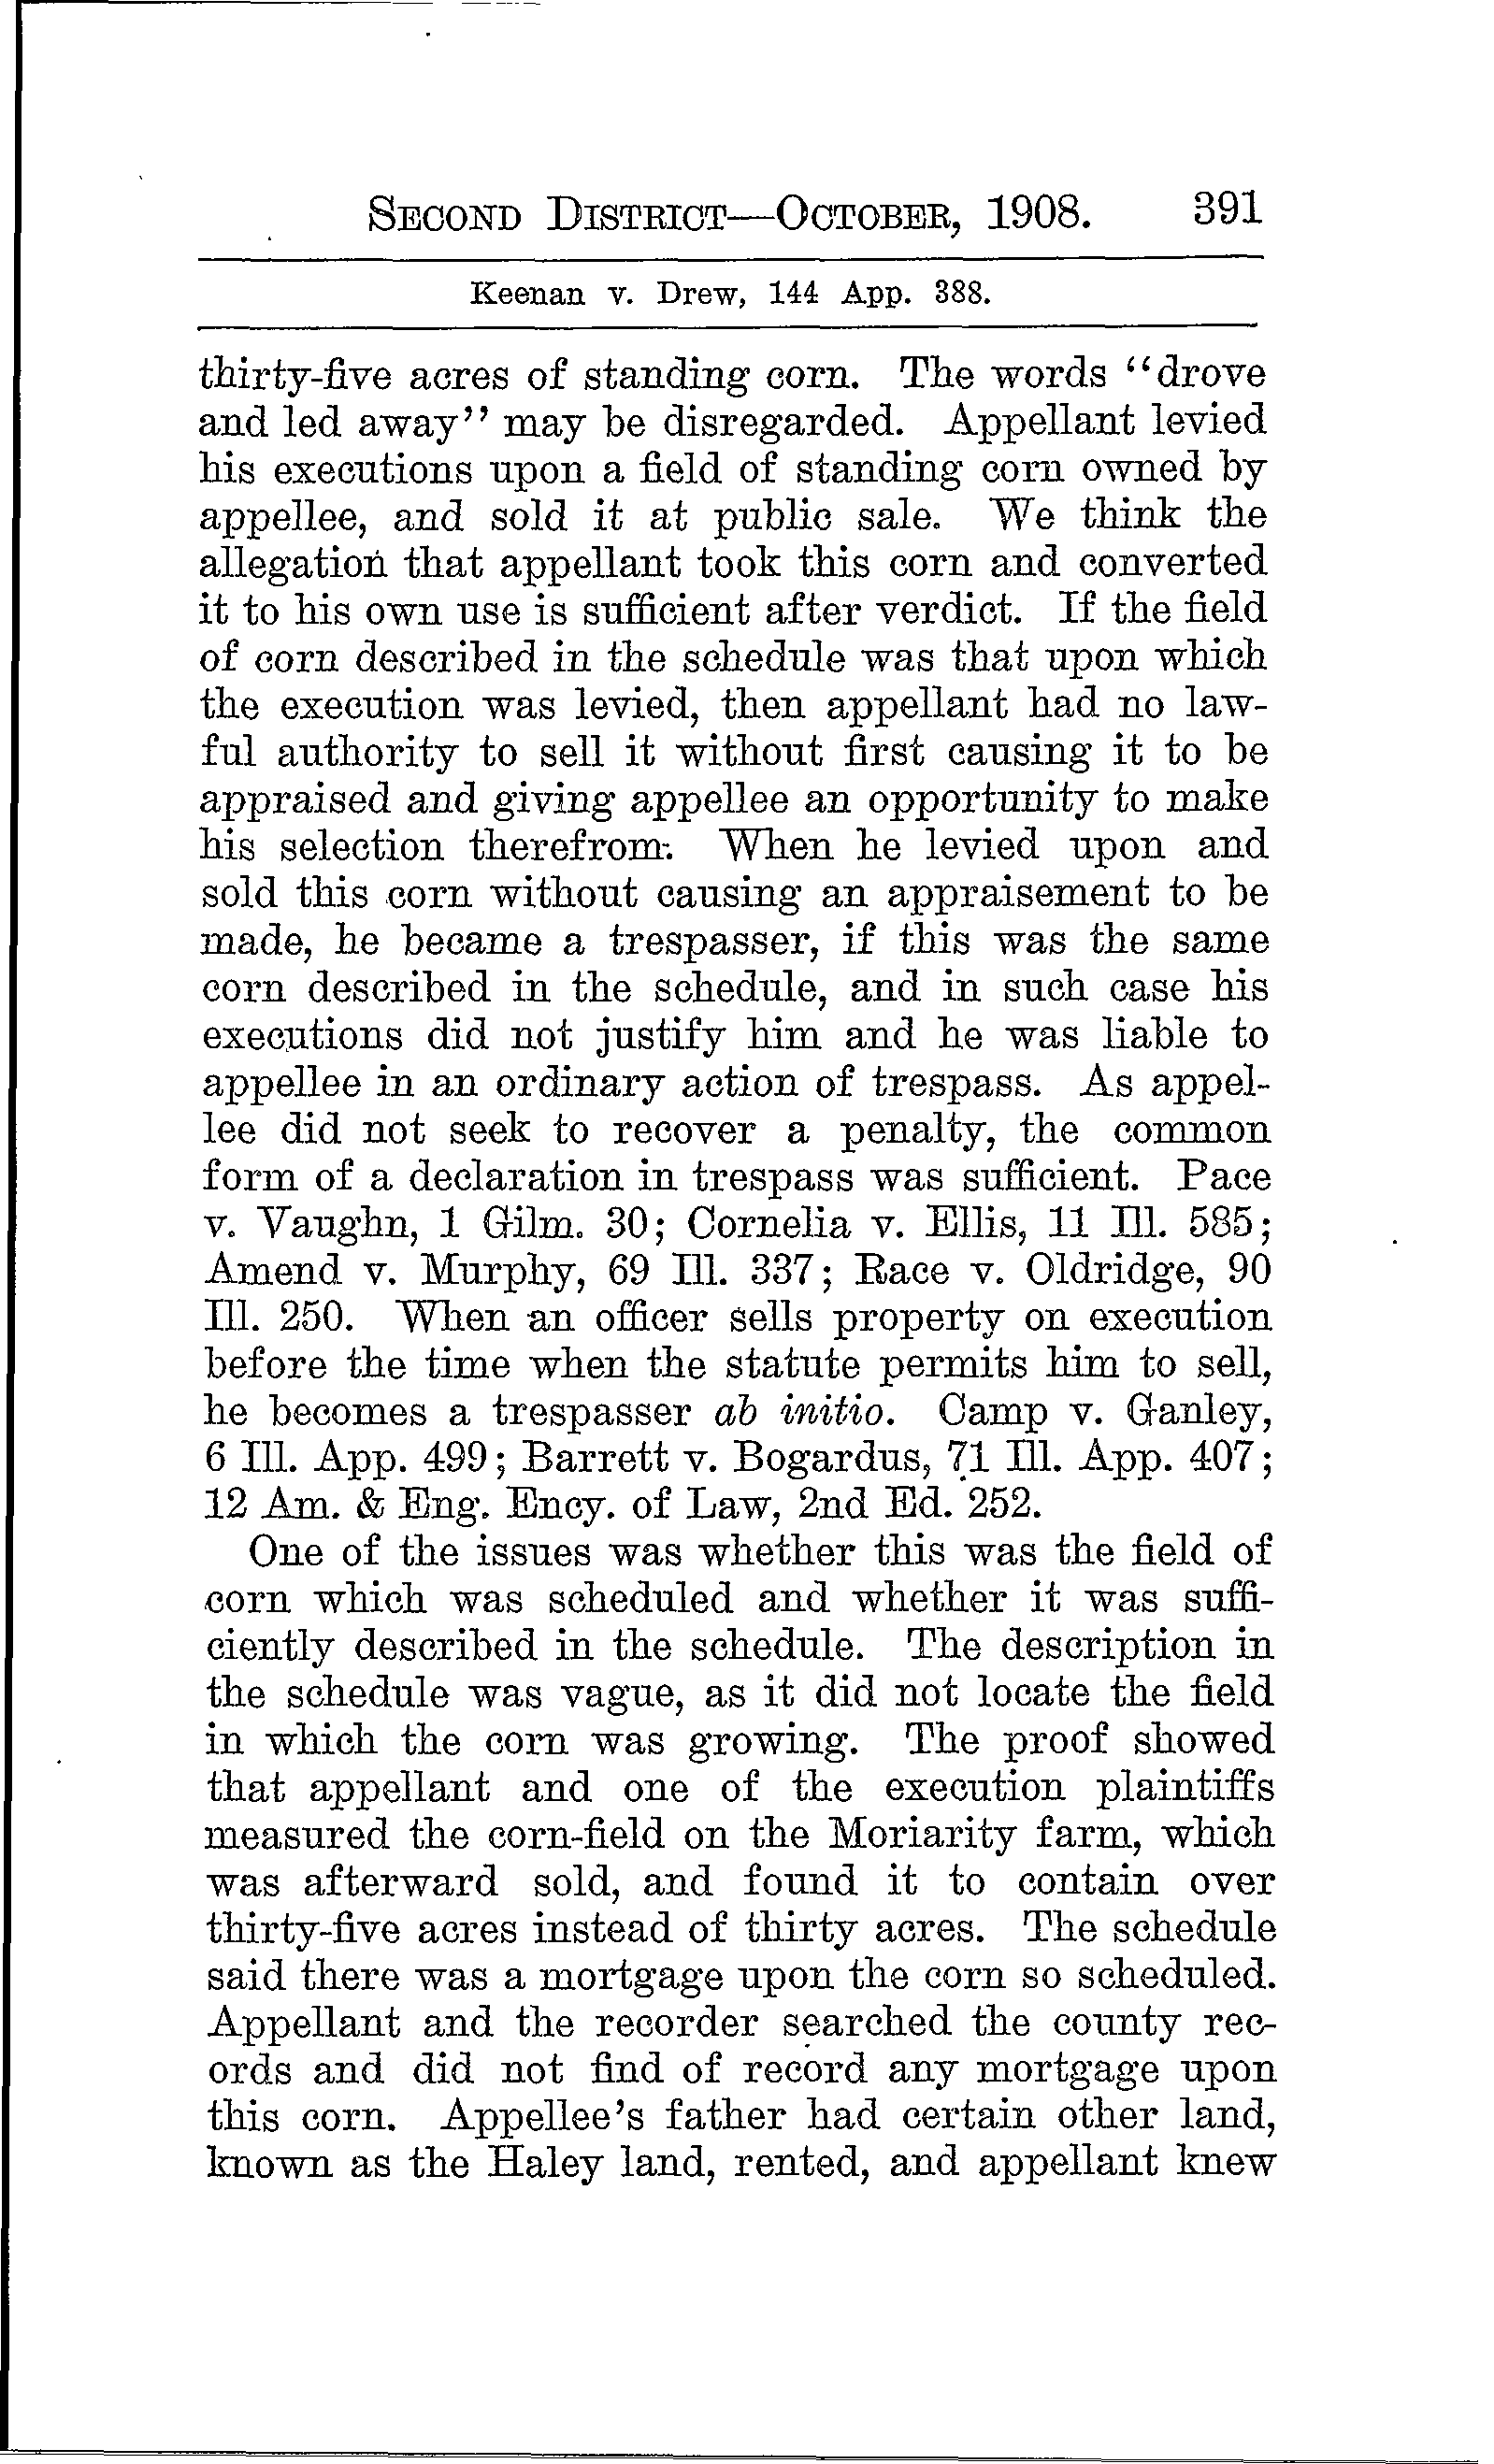 SECOND DISTRICT—OCTOBER, 1908. 391
Keenan v. Drew, 144 App. 388.
thirty-five acres of standing corn. The words "drove
and led away" may be disregarded. Appellant levied
his executions upon a field of standing corn owned by
appellee, and sold it at public sale. We think the
allegation that appellant took this corn and converted
it to his own use is sufficient after verdict. If the field
of corn described in the schedule was that upon which
the execution was levied, then appellant had no law-
ful authority to sell it without first causing it to be
appraised and giving appellee an opportunity to make
his selection therefrom. When he levied upon and
sold this corn without causing an appraisement to be
made, he became a trespasser, if this was the same
corn described in the schedule, and in such case his
executions did not justify him and he was liable to
appellee in an ordinary action of trespass. As appel-
lee did not seek to recover a penalty, the common
form of a declaration in trespass was sufficient. Pace
v. Vaughn, 1 Gilm. 30; Cornelia v. Ellis, 11 Ill. 585;
Amend v. Murphy, 69 Ill. 337; Race v. Oldridge, 90
Ill. 250. When an officer sells property on execution
before the time when the statute permits him to sell,
he becomes a trespasser ab initio. Camp v. Ganley,
6 Ill. App. 499; Barrett v. Bogardus, 71 Ill. App. 407;
12 Am. & Eng. Ency. of Law, 2nd Ed. 252.
One of the issues was whether this was the field of
corn which was scheduled and whether it was suffi-
ciently described in the schedule. The description in
the schedule was vague, as it did not locate the field
in which the corn was growing. The proof showed
that appellant and one of the execution plaintiffs
measured the corn-field on the Moriarity farm, which
was afterward sold, and found it to contain over
thirty-five acres instead of thirty acres. The schedule
said there was a mortgage upon the corn so scheduled.
Appellant and the recorder searched the county rec-
ords and did not find of record any mortgage upon
this corn. Appellee's father had certain other land,
known as the Haley land, rented, and appellant knew